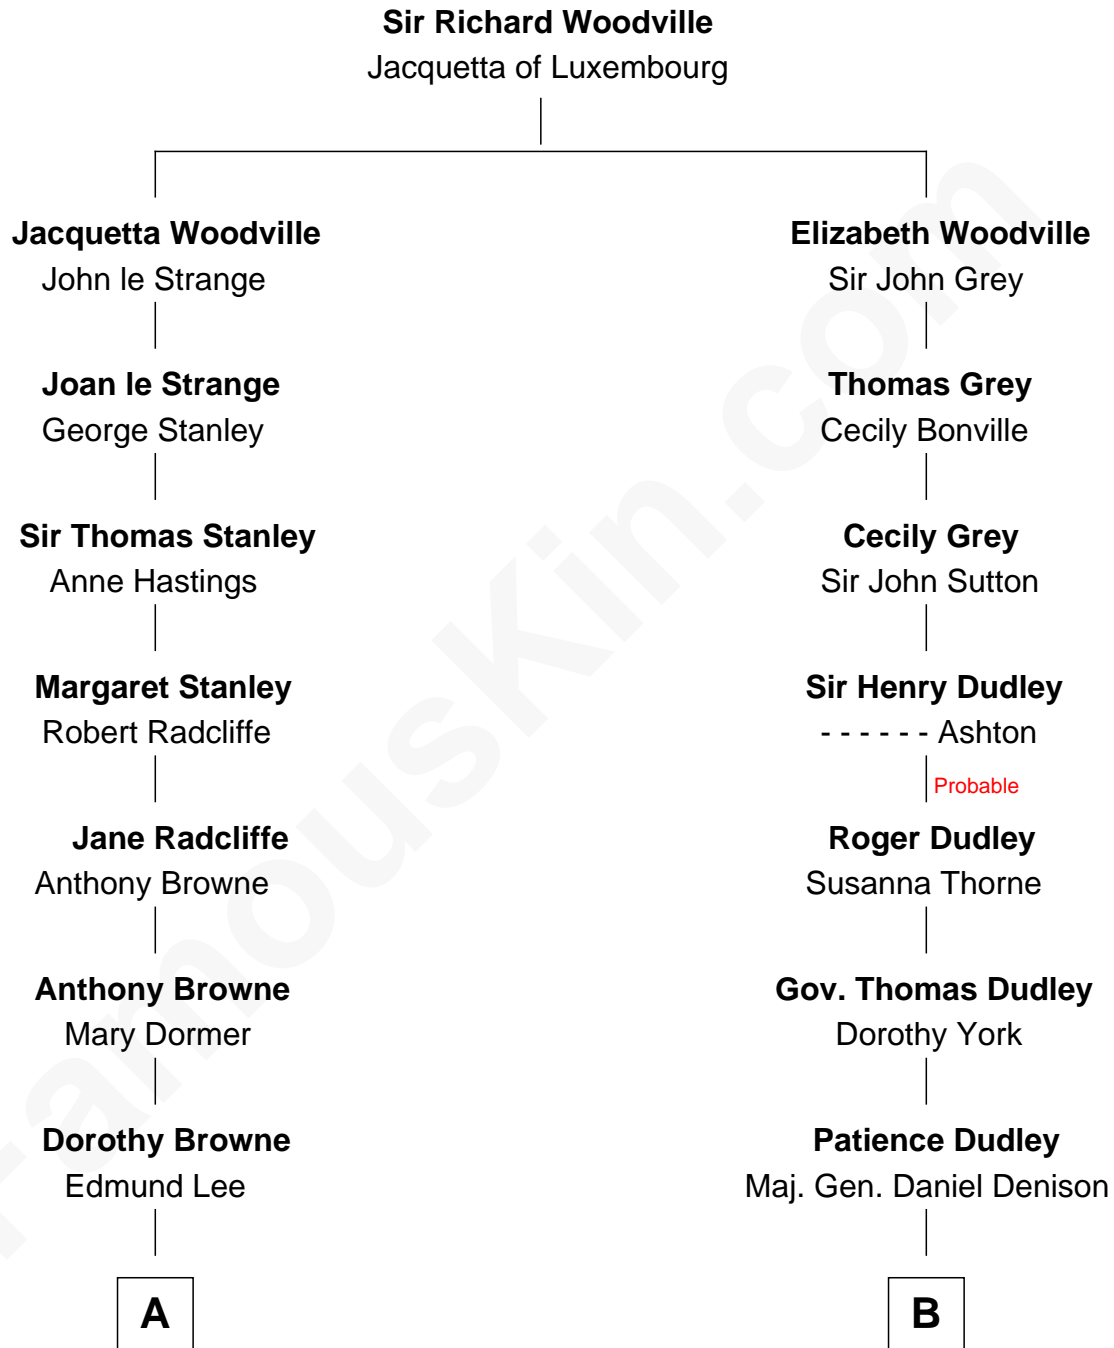 Sir Richard Woodville
Jacquetta of Luxembourg
Jacquetta Woodville
John le Strange
Joan le Strange
George Stanley
Sir Thomas Stanley
Anne Hastings
Margaret Stanley
Robert Radcliffe
Jane Radcliffe
Anthony Browne
Anthony Browne
Mary Dormer
Dorothy Browne
Edmund Lee
A
Elizabeth Woodville
Sir John Grey
Thomas Grey
Cecily Bonville
Cecily Grey
Sir John Sutton
Sir Henry Dudley
- - - - - - Ashton
Probable
Roger Dudley
Susanna Thorne
Gov. Thomas Dudley
Dorothy York
Patience Dudley
Maj. Gen. Daniel Denison
B
FamousKin.com